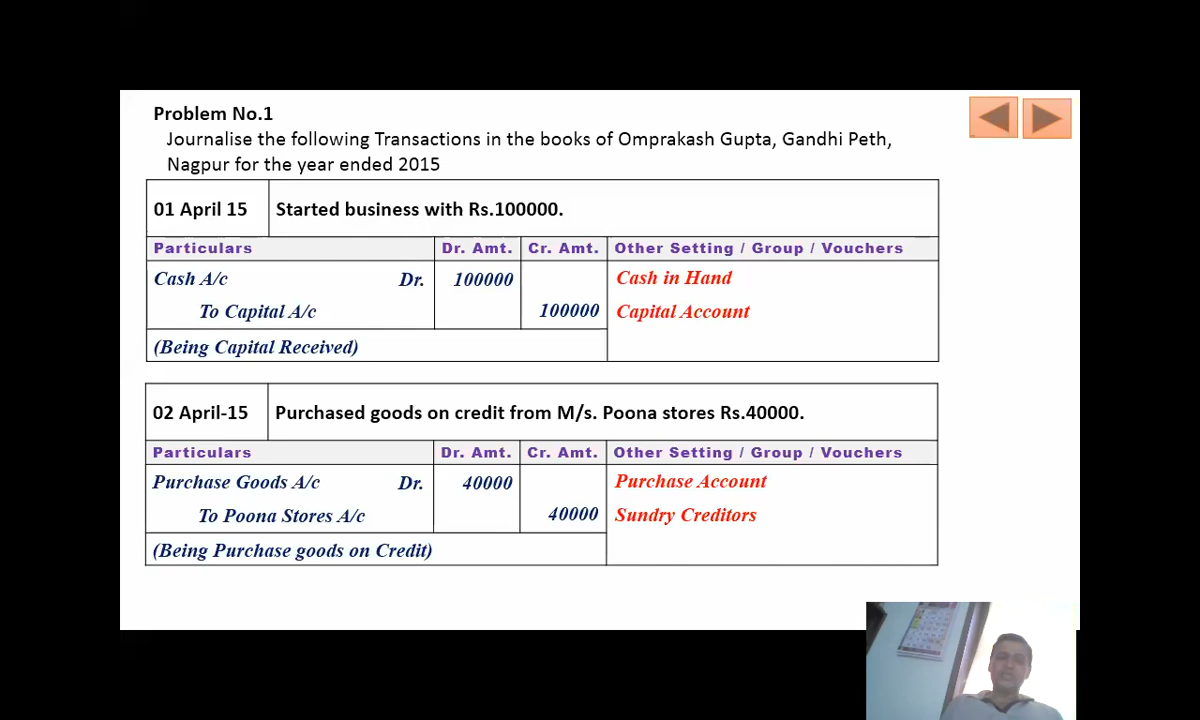 Problem No.1
Journalise the following Transactions in the books of Omprakash Gupta, Gandhi Peth,
Nagpur for the year ended 2015
01 April 15 Started business with Rs.100000.
Particulars Dr. Amt. Cr. Amt. Other Setting / Group / Vouchers
Cash A/c Dr. 100000 Cash in Hand
To Capital A/c 100000 Capital Account
(Being Capital Received)
02 April-15 Purchased goods on credit from M/s. Poona stores Rs.40000.
Particulars Dr. Amt. Cr. Amt. Other Setting / Group / Vouchers
Purchase Goods A/c Dr. 40000 Purchase Account
To Poona Stores A/c 40000 Sundry Creditors
(Being Purchase goods on Credit)